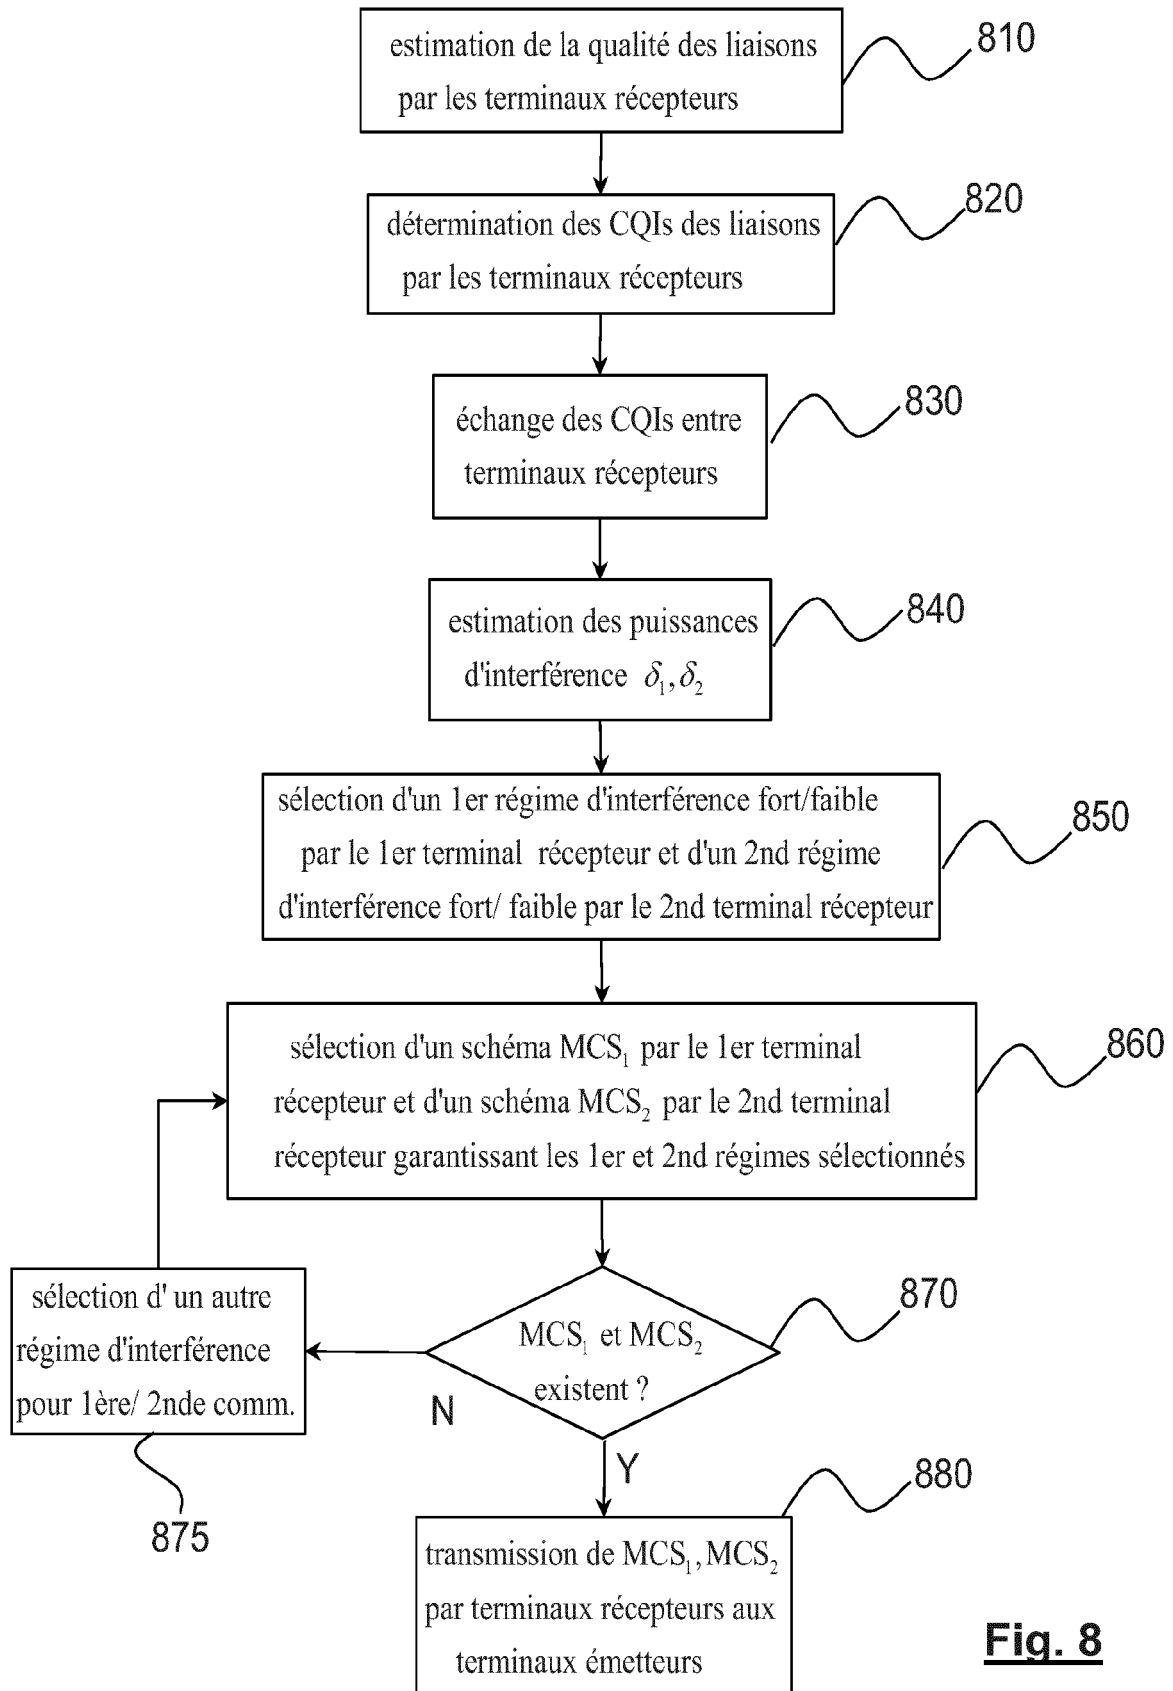 estimation de la qualité des liaisons
par les terminaux récepteurs
810
détermination des CQIs des liaisons
par les terminaux récepteurs
820
échange des CQIs entre
terminaux récepteurs
830
estimation des puissances
d'interférence δ₁,δ₂
840
sélection d'un 1er régime d'interférence fort/faible
par le 1er terminal récepteur et d'un 2nd régime
d'interférence fort/ faible par le 2nd terminal récepteur
850
sélection d'un schéma MCS₁ par le 1er terminal
récepteur et d'un schéma MCS₂ par le 2nd terminal
récepteur garantissant les 1er et 2nd régimes sélectionnés
860
MCS₁ et MCS₂
existent ?
870
N
Y
sélection d' un autre
régime d'interférence
pour 1ère/ 2nde comm.
875
transmission de MCS₁, MCS₂
par terminaux récepteurs aux
terminaux émetteurs
880
Fig. 8